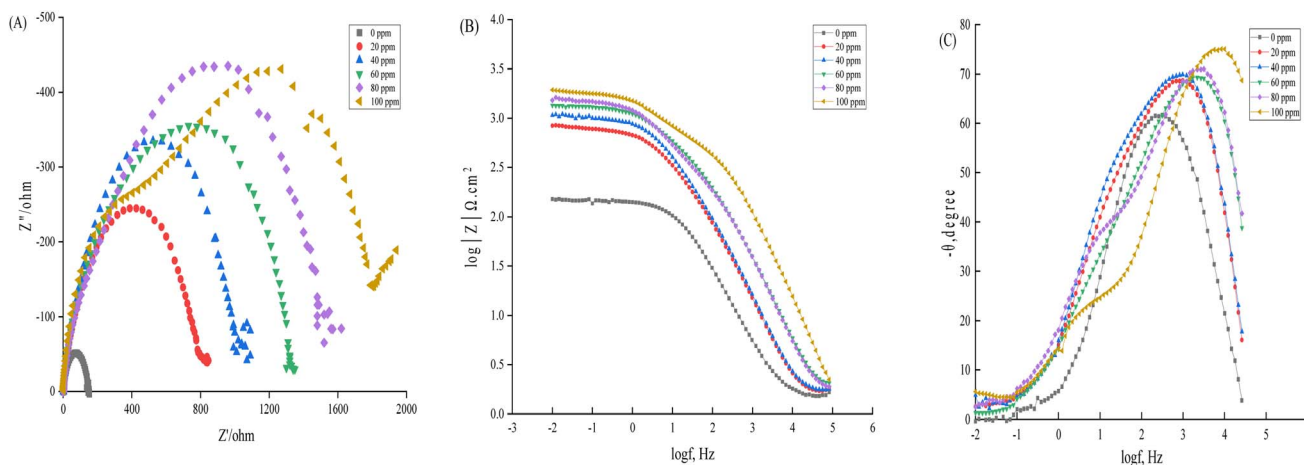 (A)
-500
-400
-300
-200
-100
0
Z"/ohm
0 400 800 1200 1600 2000
Z'/ohm
0 ppm
20 ppm
40 ppm
60 ppm
80 ppm
100 ppm
(B)
4.0
3.5
3.0
2.5
2.0
1.5
1.0
0.5
0.0
log | Z | Ω.cm²
-3 -2 -1 0 1 2 3 4 5 6
logf, Hz
0 ppm
20 ppm
40 ppm
60 ppm
80 ppm
100 ppm
(C)
80
70
60
50
40
30
20
10
0
-θ,degree
-2 -1 0 1 2 3 4 5
logf, Hz
0 ppm
20 ppm
40 ppm
60 ppm
80 ppm
100 ppm